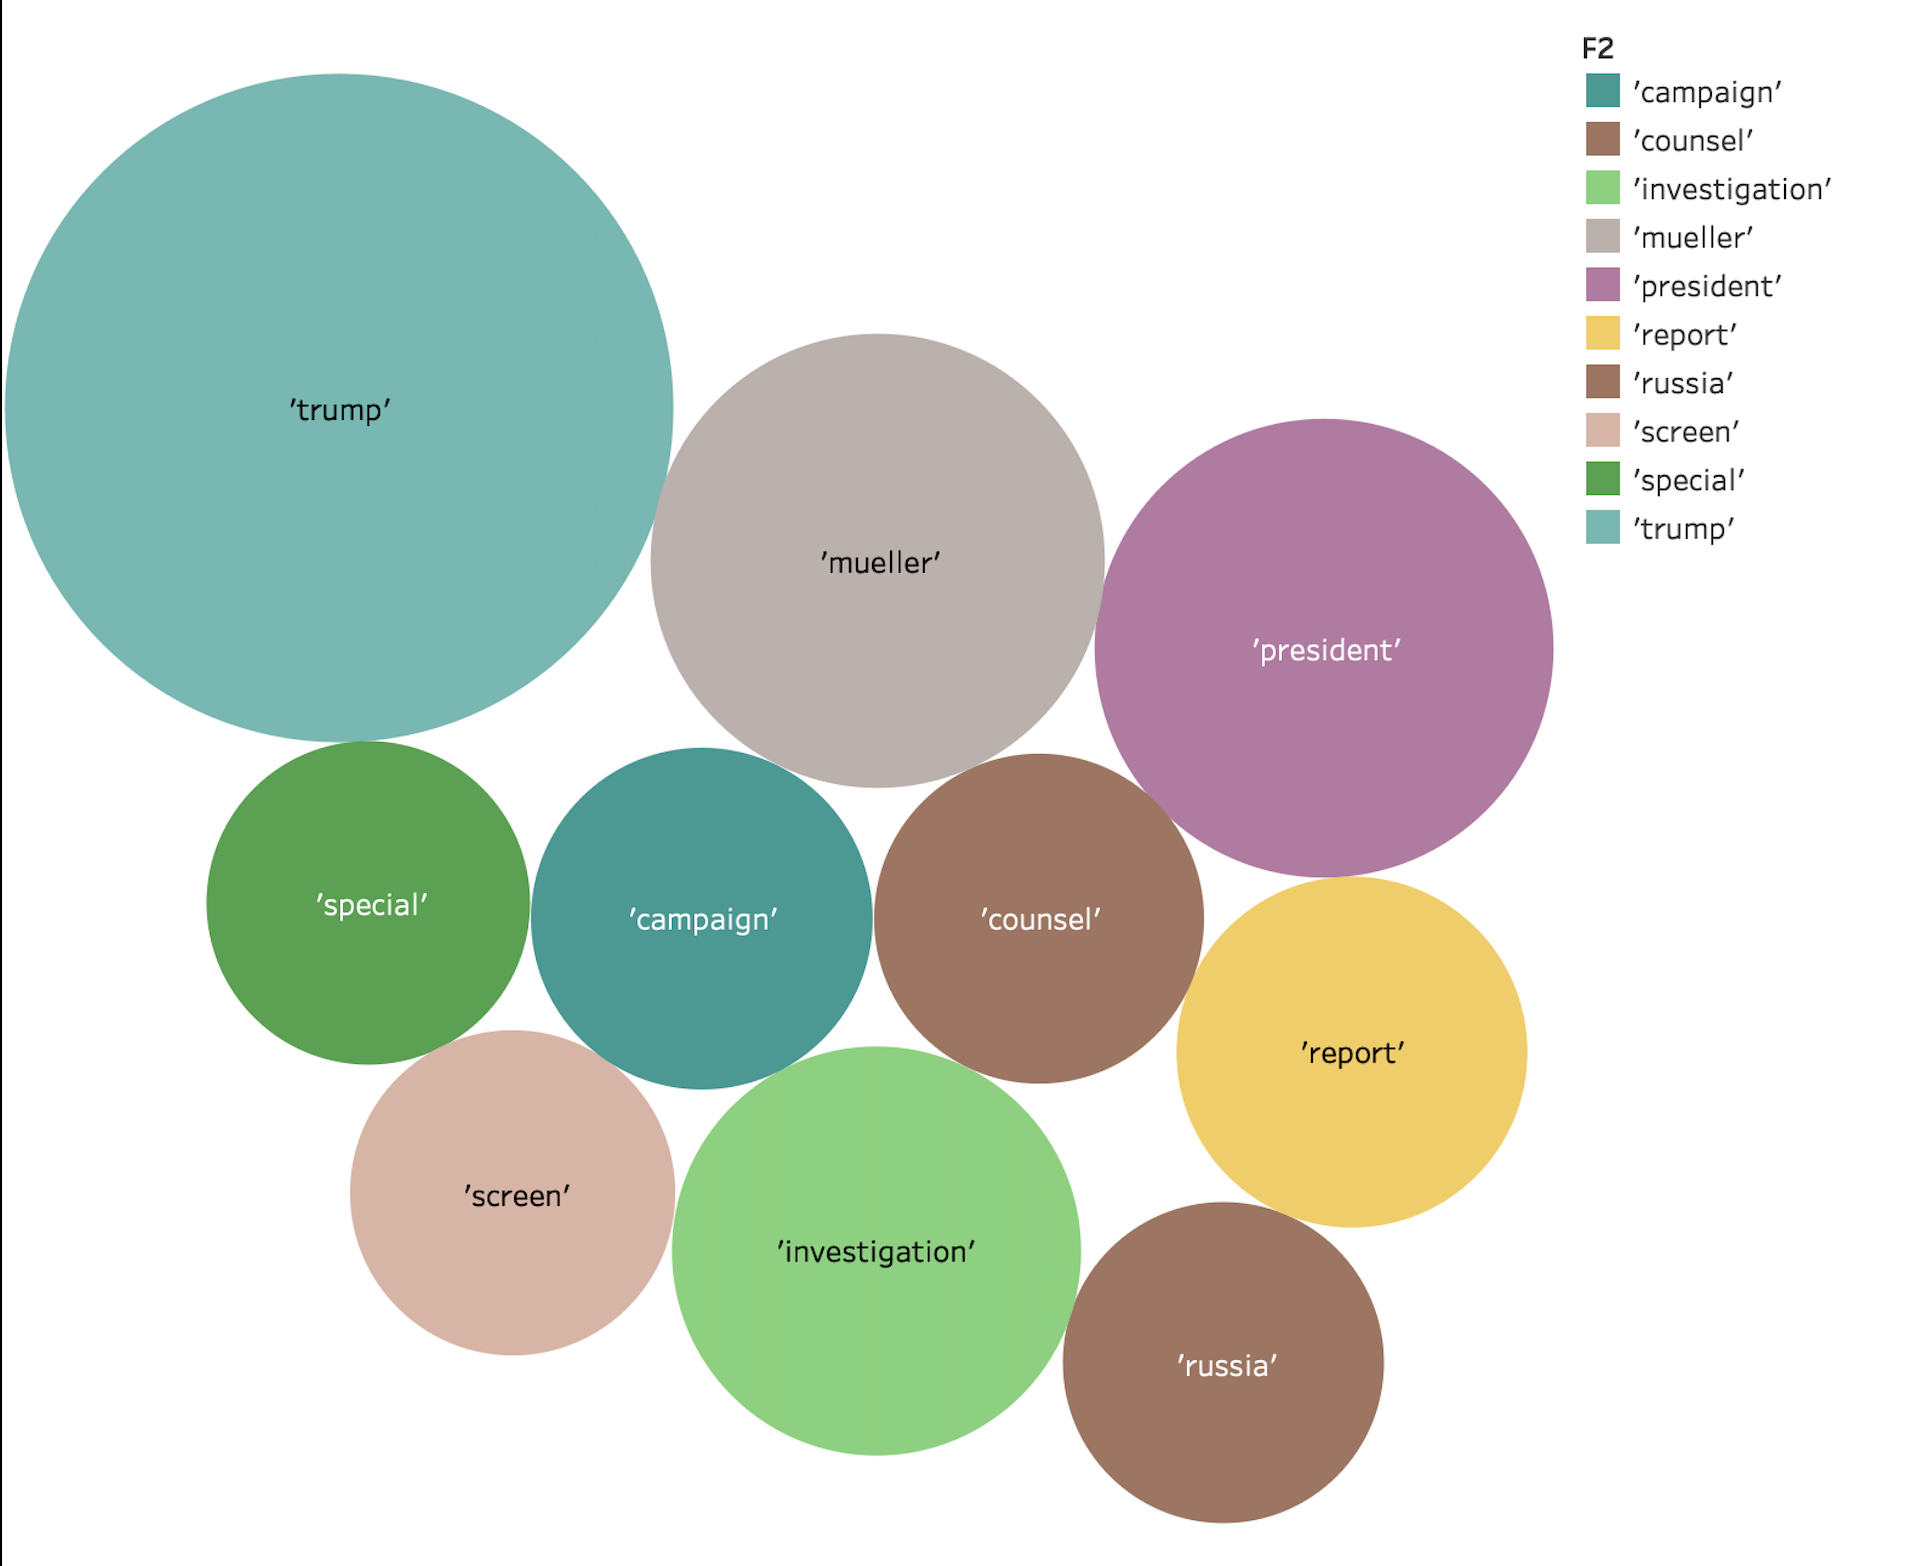 F2
'campaign'
'counsel'
'investigation'
'mueller'
'president'
'report'
'russia'
'screen'
'special'
'trump'
'trump'
'mueller'
'president'
'special'
'campaign'
'counsel'
'report'
'screen'
'investigation'
'russia'